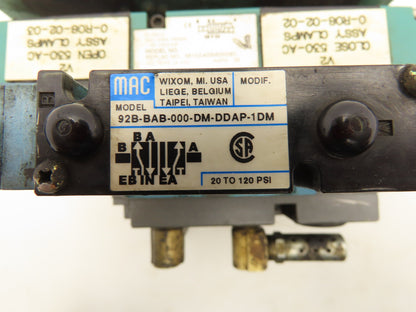 V2
OPEN 530-AC
ASSY CLAMPS
0-R08-02-03
V2
CLOSE 530-AC
ASSY CLAMPS
0-R08-02-02
MAC
WIXOM, MI. USA
LIEGE, BELGIUM
TAIPEI, TAIWAN
MODIF.
MODEL
92B-BAB-000-DM-DDAP-1DM
B A
B A
EB IN EA
SA
20 TO 120 PSI